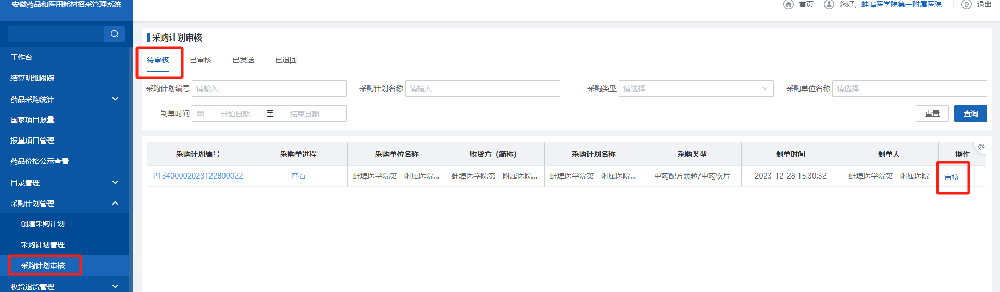 安徽药品和医用耗材招采管理系统
首页 您好，蚌埠医学院第一附属医院 退出
工作台
结算明细跟踪
药品采购统计
国家项目报量
报量项目管理
药品价格公示查看
目录管理
采购计划管理
创建采购计划
采购计划管理
采购计划审核
收货退货管理
采购计划审核
待审核 已审核 已发送 已退回
采购计划编号 请输入 采购计划名称 请输入 采购类型 请选择 采购单位名称 请选择
制单时间 开始日期 至 结束日期 重置 查询
采购计划编号 采购单进程 采购单位名称 收货方（简称） 采购计划名称 采购类型 制单时间 制单人 操作
P13400002023122800022 查看 蚌埠医学院第一附属医院... 蚌埠医学院第一附属医院... 蚌埠医学院第一附属医院... 中药配方颗粒/中药饮片 2023-12-28 15:30:32 蚌埠医学院第一附属医院 审核